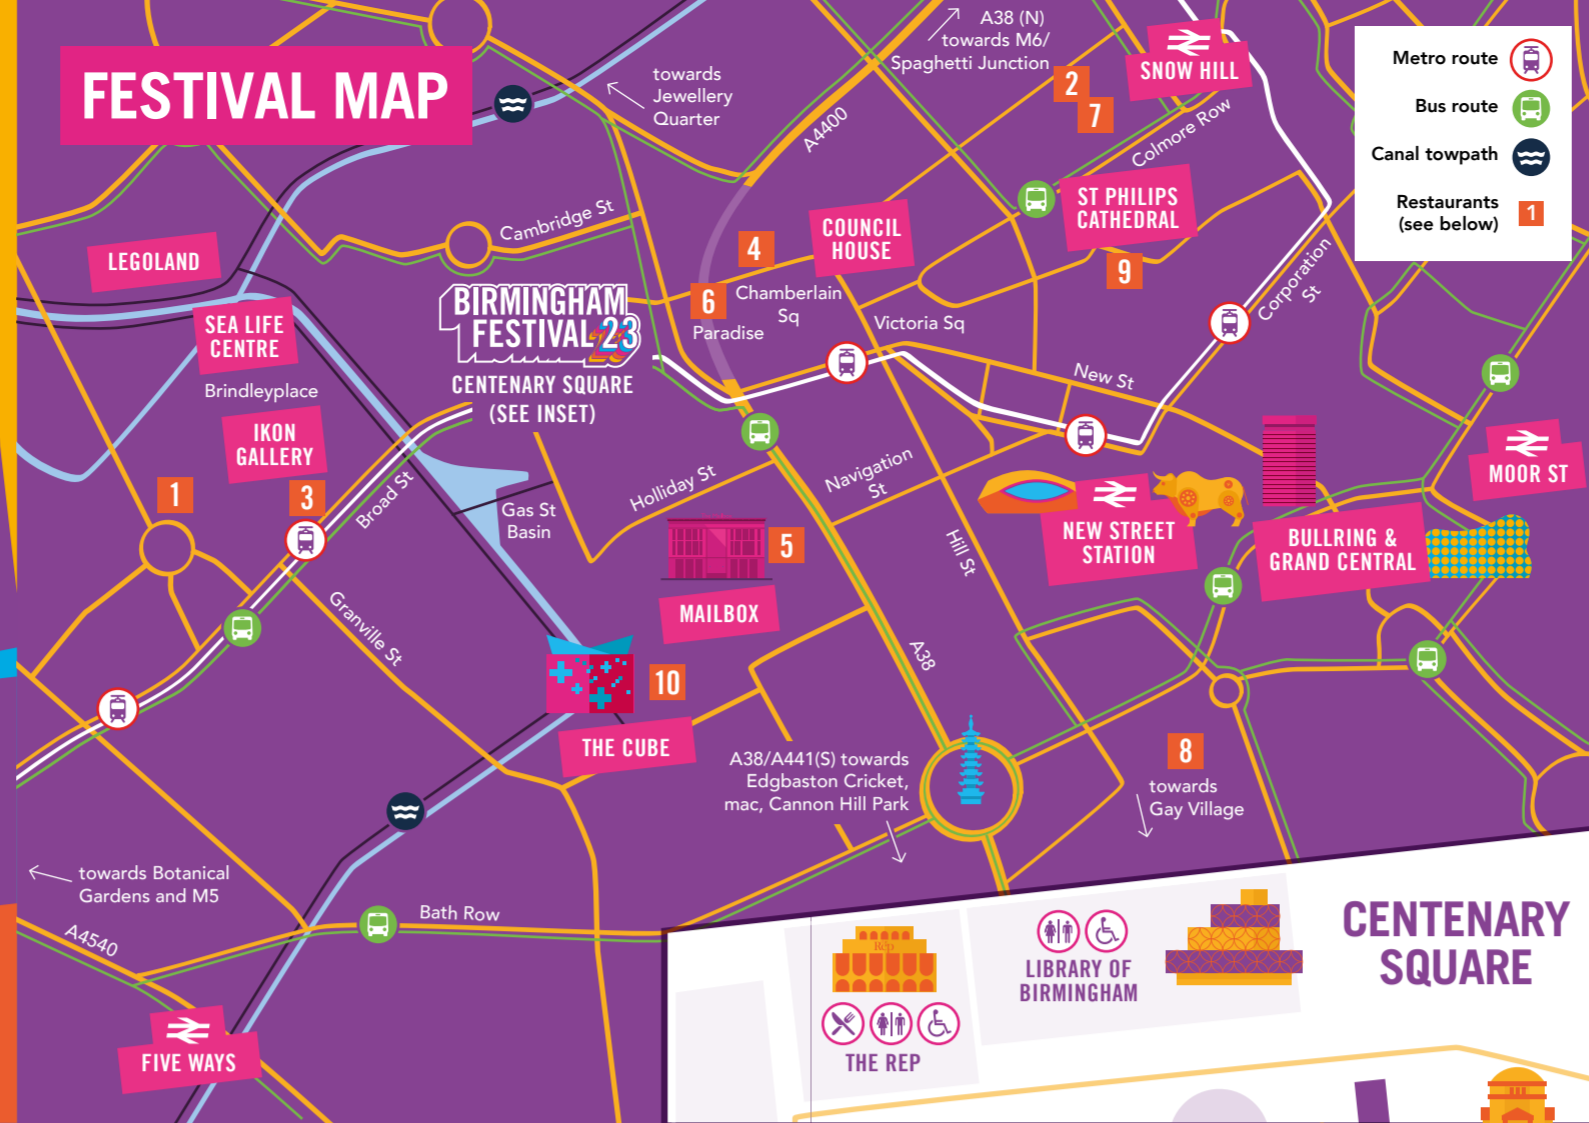 FESTIVAL MAP
towards
Jewellery
Quarter
A38 (N)
towards M6/
Spaghetti Junction
A4400
2
7
SNOW HILL
Colmore Row
Metro route
Bus route
Canal towpath
Restaurants
(see below)
1
ST PHILIPS
CATHEDRAL
9
Corporation
St
Cambridge St
COUNCIL
HOUSE
4
6
Chamberlain
Sq
Paradise
Victoria Sq
LEGOLAND
SEA LIFE
CENTRE
Brindleyplace
BIRMINGHAM
FESTIVAL 23
CENTENARY SQUARE
(SEE INSET)
New St
IKON
GALLERY
1
3
Broad St
Gas St
Basin
Holliday St
Navigation
St
Hill St
5
MAILBOX
NEW STREET
STATION
BULLRING &
GRAND CENTRAL
MOOR ST
Granville St
A38
10
THE CUBE
A38/A441(S) towards
Edgbaston Cricket,
mac, Cannon Hill Park
8
towards
Gay Village
towards Botanical
Gardens and M5
A4540
Bath Row
FIVE WAYS
Rep
THE REP
LIBRARY OF
BIRMINGHAM
CENTENARY
SQUARE